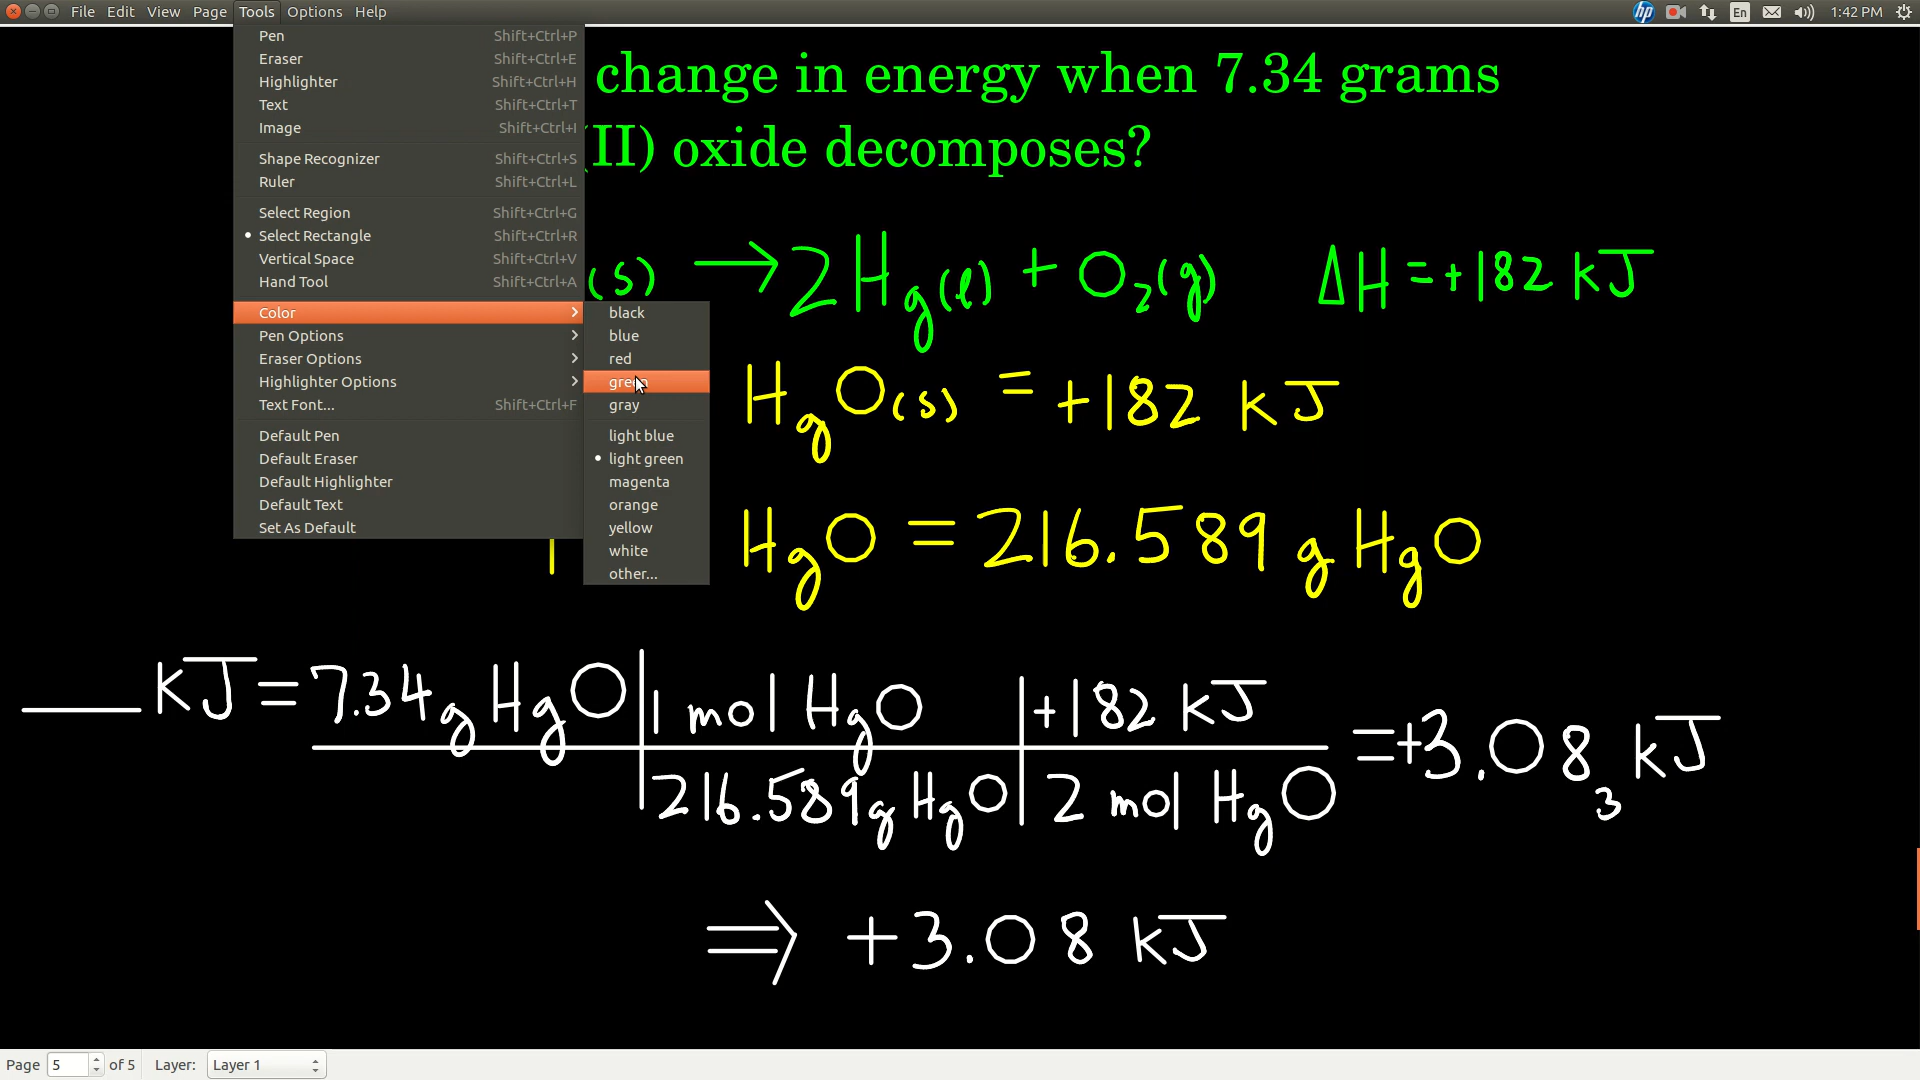 File Edit View Page Tools Options Help
hp En 1:42 PM
Pen Shift+Ctrl+P
Eraser Shift+Ctrl+E
Highlighter Shift+Ctrl+H
Text Shift+Ctrl+T
Image Shift+Ctrl+I
Shape Recognizer Shift+Ctrl+S
Ruler Shift+Ctrl+L
Select Region Shift+Ctrl+G
Select Rectangle Shift+Ctrl+R
Vertical Space Shift+Ctrl+V
Hand Tool Shift+Ctrl+A
Color
Pen Options
Eraser Options
Highlighter Options
Text Font... Shift+Ctrl+F
Default Pen
Default Eraser
Default Highlighter
Default Text
Set As Default
black
blue
red
green
gray
light blue
light green
magenta
orange
yellow
white
other...
change in energy when 7.34 grams
(II) oxide decomposes?
(s) → 2Hg(l) + O₂(g) ΔH = +182 kJ
HgO(s) = +182 kJ
1 HgO = 216.589 g HgO
___ kJ = 7.34 g HgO | 1 mol HgO | +182 kJ = +3.08₃ kJ
216.589 g HgO | 2 mol HgO
⇒ +3.08 kJ
Page 5 of 5 Layer: Layer 1